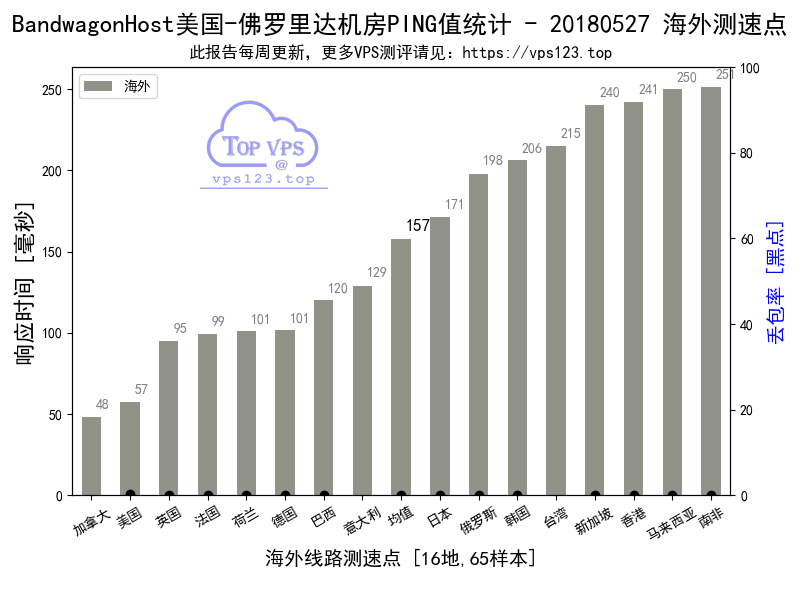 BandwagonHost美国-佛罗里达机房PING值统计 - 20180527 海外测速点
此报告每周更新, 更多VPS测评请见: https://vps123.top
海外
TOP VPS
@
vps123.top
响应时间 [毫秒]
250
200
150
100
50
0
48
57
95
99
101
101
120
129
157
171
198
206
215
240
241
250
251
100
80
60
40
20
0
丢包率 [黑点]
加拿大
美国
英国
法国
荷兰
德国
巴西
意大利
均值
日本
俄罗斯
韩国
台湾
新加坡
香港
马来西亚
南非
海外线路测速点 [16地,65样本]